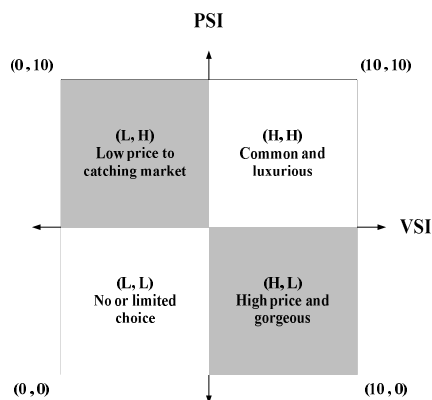 PSI
(0, 10)
(10, 10)
(L, H)
Low price to
catching market
(H, H)
Common and
luxurious
VSI
(L, L)
No or limited
choice
(H, L)
High price and
gorgeous
(0, 0)
(10, 0)